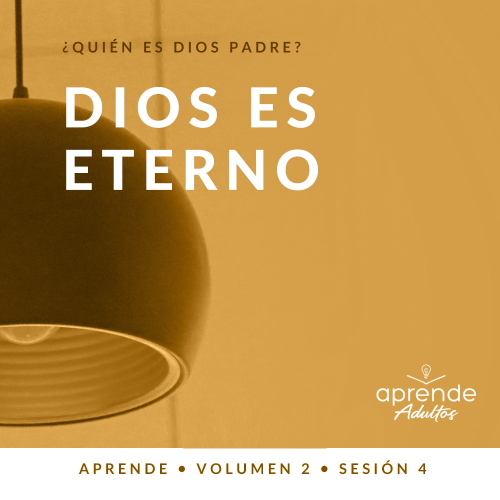 ¿QUIÉN ES DIOS PADRE?
DIOS ES
ETERNO
aprende
Adultos
APRENDE • VOLUMEN 2 • SESIÓN 4